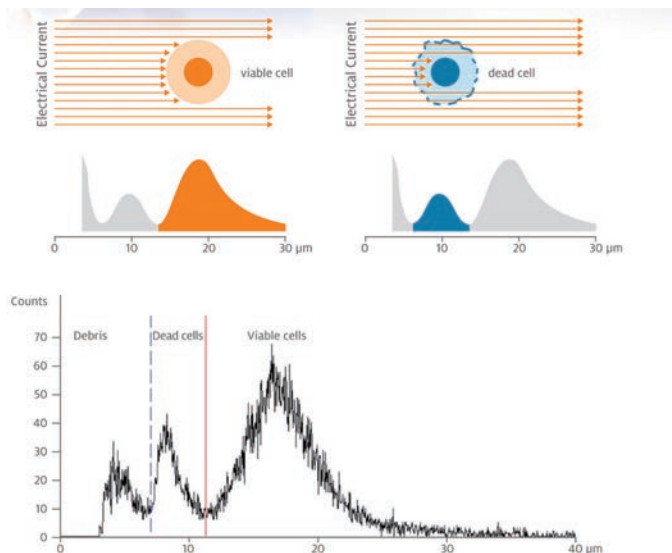 Electrical Current
viable cell
0 10 20 30 µm
Electrical Current
dead cell
0 10 20 30 µm
Counts
Debris Dead cells Viable cells
70
60
50
40
30
20
10
0
0 10 20 40 µm